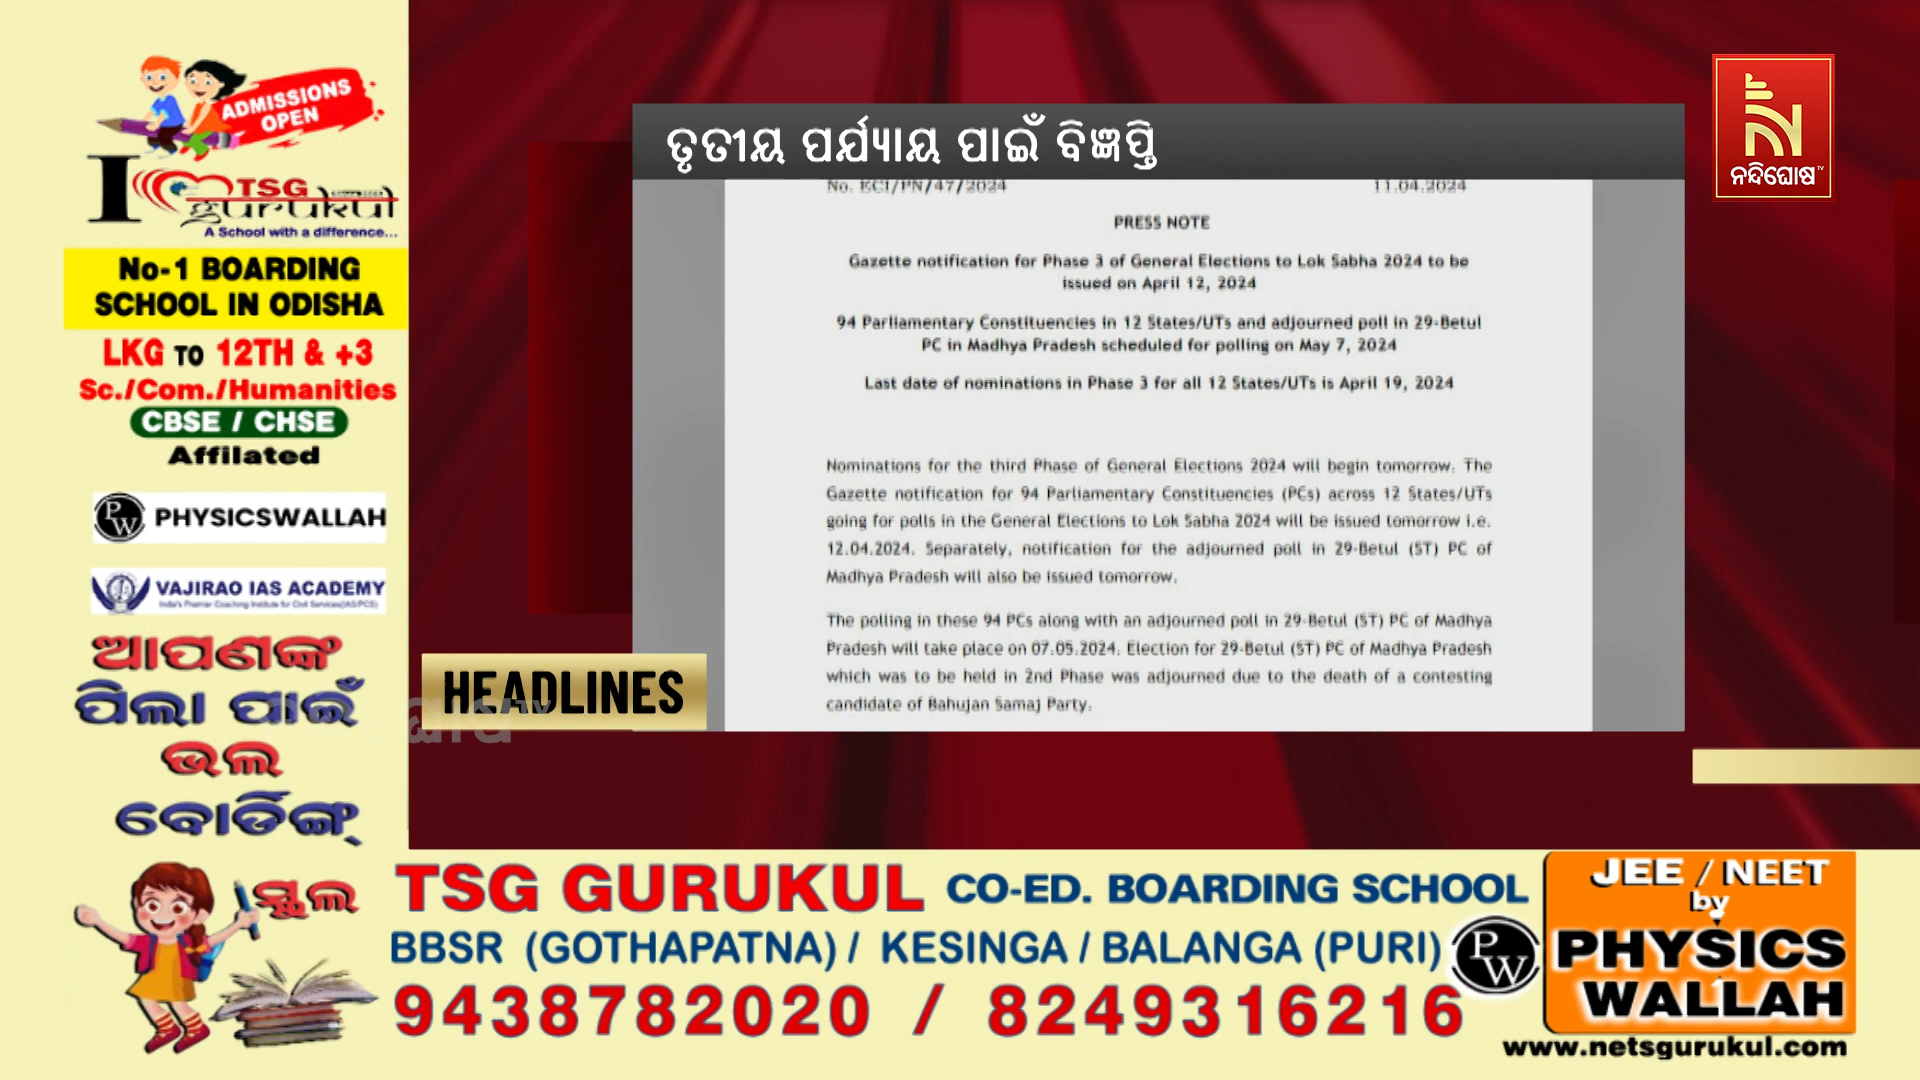 ADMISSIONS
OPEN
I
TSG
gurukul
A School with a difference...
No-1 BOARDING
SCHOOL IN ODISHA
LKG TO 12TH & +3
Sc./Com./Humanities
CBSE / CHSE
Affilated
PW PHYSICSWALLAH
VAJIRAO IAS ACADEMY
India's Premier Coaching Institute for Civil Services(IAS/PCS)
ଆପଣଙ୍କ
ପିଲା ପାଇଁ
ଭଲ
ବୋର୍ଡିଙ୍ଗ୍
ସ୍କୁଲ
ତୃତୀୟ ପର୍ଯ୍ୟାୟ ପାଇଁ ବିଜ୍ଞପ୍ତି
No. ECI/PN/47/2024 11.04.2024
PRESS NOTE
Gazette notification for Phase 3 of General Elections to Lok Sabha 2024 to be
issued on April 12, 2024
94 Parliamentary Constituencies in 12 States/UTs and adjourned poll in 29-Betul
PC in Madhya Pradesh scheduled for polling on May 7, 2024
Last date of nominations in Phase 3 for all 12 States/UTs is April 19, 2024
Nominations for the third Phase of General Elections 2024 will begin tomorrow. The
Gazette notification for 94 Parliamentary Constituencies (PCs) across 12 States/UTs
going for polls in the General Elections to Lok Sabha 2024 will be issued tomorrow i.e.
12.04.2024. Separately, notification for the adjourned poll in 29-Betul (ST) PC of
Madhya Pradesh will also be issued tomorrow.
The polling in these 94 PCs along with an adjourned poll in 29-Betul (ST) PC of Madhya
Pradesh will take place on 07.05.2024. Election for 29-Betul (ST) PC of Madhya Pradesh
which was to be held in 2nd Phase was adjourned due to the death of a contesting
candidate of Bahujan Samaj Party.
HEADLINES
ନନ୍ଦିଘୋଷ TV
TSG GURUKUL CO-ED. BOARDING SCHOOL
BBSR (GOTHAPATNA) / KESINGA / BALANGA (PURI)
9438782020 / 8249316216
JEE / NEET
by
PW PHYSICS
WALLAH
www.netsgurukul.com